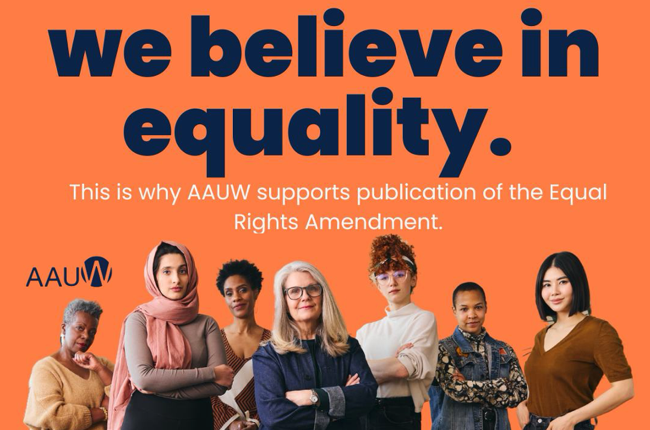 we believe in
equality.
This is why AAUW supports publication of the Equal
Rights Amendment.
AAUW